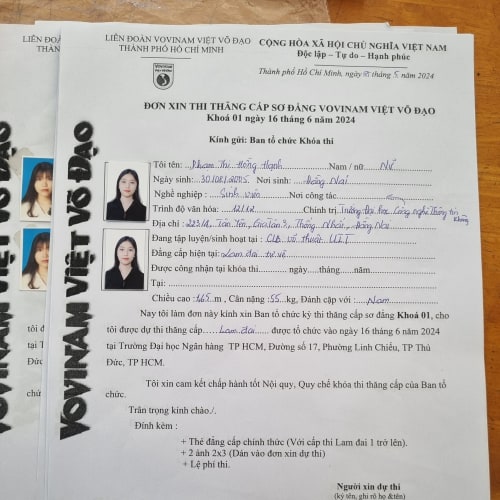 LIÊN ĐOÀN VOVINAM VIỆT VÕ ĐẠO
THÀNH PHỐ HỒ CHÍ MINH
CỘNG HÒA XÃ HỘI CHỦ NGHĨA VIỆT NAM
Độc lập – Tự do – Hạnh phúc
Thành phố Hồ Chí Minh, ngày tháng 5 năm 2024
VOVINAM
ĐƠN XIN THI THĂNG CẤP SƠ ĐẲNG VOVINAM VIỆT VÕ ĐẠO
Khoá 01 ngày 16 tháng 6 năm 2024
Kính gửi: Ban tổ chức Khóa thi
VOVINAM VIỆT VÕ ĐẠO
VOVINAM VIỆT VÕ ĐẠO
Tôi tên: Phạm Thị Hồng Hạnh Nam / nữ Nữ
Ngày sinh: 30/08/2005 Nơi sinh: Đồng Nai
Nghề nghiệp: Sinh viên Nơi công tác
Trình độ văn hóa: 12/12 Chính trị Không
Trường Đại học Công nghệ Thông tin
Địa chỉ: 223/1, Tân Yên, Gia Tân 3, Thống Nhất, Đồng Nai
Đang tập luyện/sinh hoạt tại: CLB võ thuật UIT
Đẳng cấp hiện tại: Lam đai tự vệ
Được công nhận tại khóa thi ngày tháng năm
Tại:
Chiều cao: 165 m, Cân nặng: 55 kg, Đánh cặp với: Nam
Nay tôi làm đơn này kính xin Ban tổ chức kỳ thi thăng cấp sơ đẳng Khoá 01, cho
tôi được dự thi thăng cấp Lam đai được tổ chức vào ngày 16 tháng 6 năm 2024
tại Trường Đại học Ngân hàng TP HCM, Đường số 17, Phường Linh Chiểu, TP Thủ
Đức, TP HCM.
Tôi xin cam kết chấp hành tốt Nội quy, Quy chế khóa thi thăng cấp của Ban tổ
chức.
Trân trọng kính chào./.
Đính kèm:
+ Thẻ đẳng cấp chính thức (Với cấp thi Lam đai 1 trở lên).
+ 2 ảnh 2x3 (Dán vào đơn xin dự thi)
+ Lệ phí thi.
Người xin dự thi
(ký tên, ghi rõ họ & tên)